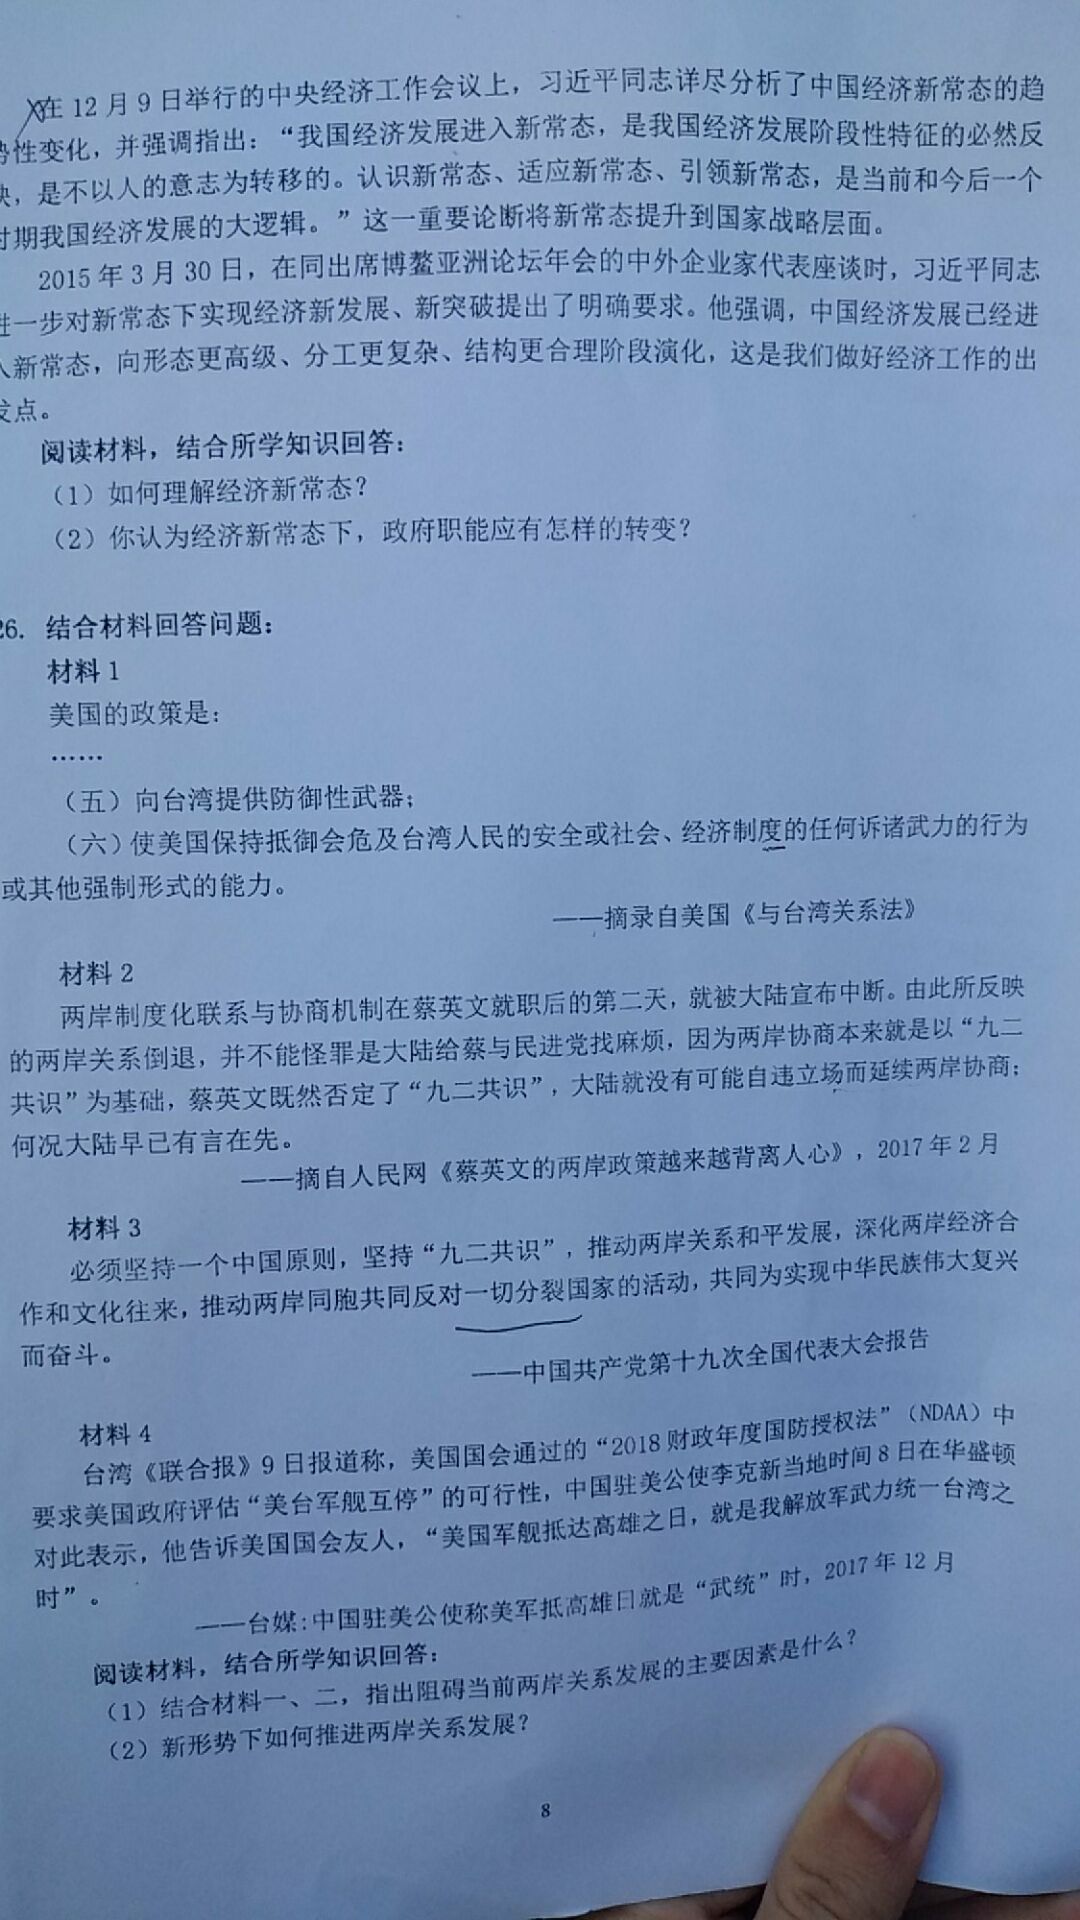 在12月9日举行的中央经济工作会议上，习近平同志详尽分析了中国经济新常态的趋
势性变化，并强调指出：“我国经济发展进入新常态，是我国经济发展阶段性特征的必然反
映，是不以人的意志为转移的。认识新常态、适应新常态、引领新常态，是当前和今后一个
时期我国经济发展的大逻辑。”这一重要论断将新常态提升到国家战略层面。
2015年3月30日，在同出席博鳌亚洲论坛年会的中外企业家代表座谈时，习近平同志
进一步对新常态下实现经济新发展、新突破提出了明确要求。他强调，中国经济发展已经进
入新常态，向形态更高级、分工更复杂、结构更合理阶段演化，这是我们做好经济工作的出
发点。
阅读材料，结合所学知识回答：
（1）如何理解经济新常态？
（2）你认为经济新常态下，政府职能应有怎样的转变？
26. 结合材料回答问题：
材料1
美国的政策是：
……
（五）向台湾提供防御性武器；
（六）使美国保持抵御会危及台湾人民的安全或社会、经济制度的任何诉诸武力的行为
或其他强制形式的能力。
——摘录自美国《与台湾关系法》
材料2
两岸制度化联系与协商机制在蔡英文就职后的第二天，就被大陆宣布中断。由此所反映
的两岸关系倒退，并不能怪罪是大陆给蔡与民进党找麻烦，因为两岸协商本来就是以“九二
共识”为基础，蔡英文既然否定了“九二共识”，大陆就没有可能自违立场而延续两岸协商；
何况大陆早已有言在先。
——摘自人民网《蔡英文的两岸政策越来越背离人心》，2017年2月
材料3
必须坚持一个中国原则，坚持“九二共识”，推动两岸关系和平发展，深化两岸经济合
作和文化往来，推动两岸同胞共同反对一切分裂国家的活动，共同为实现中华民族伟大复兴
而奋斗。
——中国共产党第十九次全国代表大会报告
材料4
台湾《联合报》9日报道称，美国国会通过的“2018财政年度国防授权法”（NDAA）中
要求美国政府评估“美台军舰互停”的可行性，中国驻美公使李克新当地时间8日在华盛顿
对此表示，他告诉美国国会友人，“美国军舰抵达高雄之日，就是我解放军武力统一台湾之
时”。
——台媒：中国驻美公使称美军抵高雄日就是“武统”时，2017年12月
阅读材料，结合所学知识回答：
（1）结合材料一、二，指出阻碍当前两岸关系发展的主要因素是什么？
（2）新形势下如何推进两岸关系发展？
8